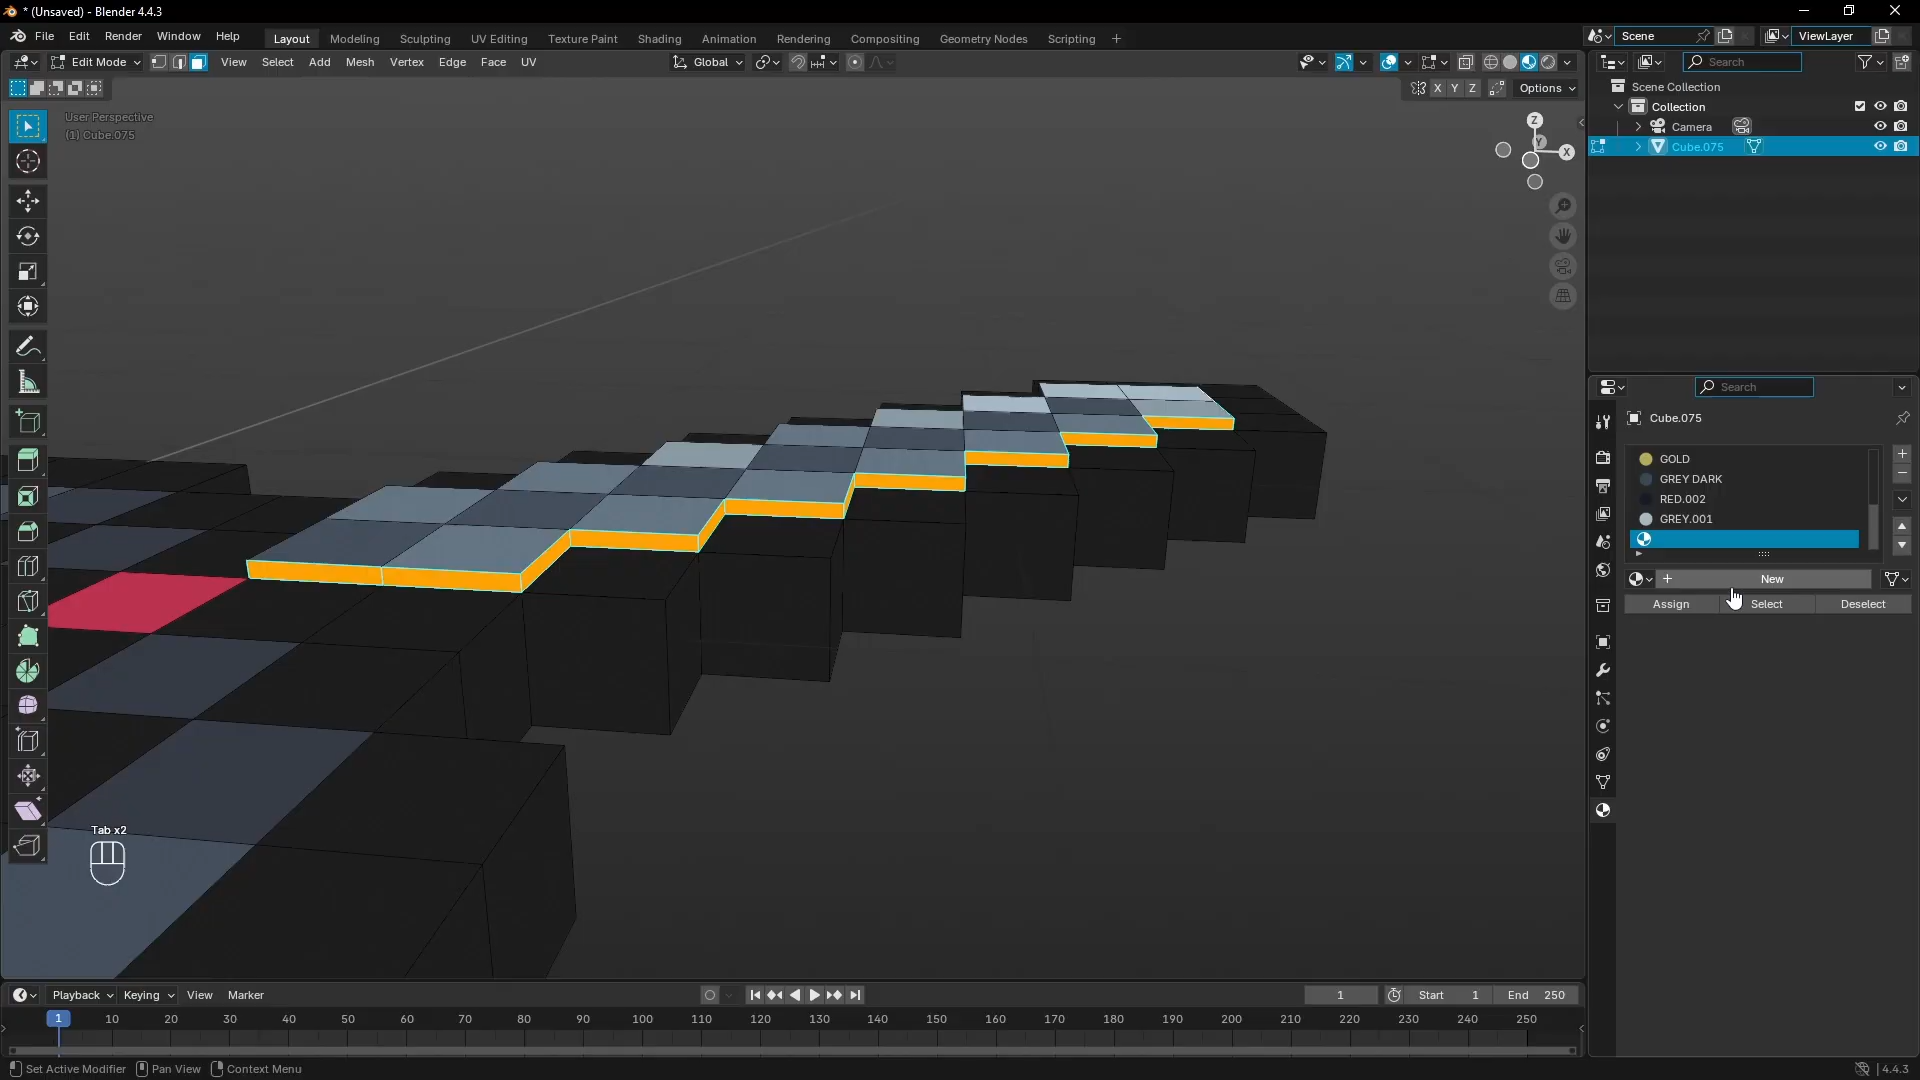 * (Unsaved) - Blender 4.4.3
File Edit Render Window Help
Layout Modeling Sculpting UV Editing Texture Paint Shading Animation Rendering Compositing Geometry Nodes Scripting +
Scene
ViewLayer
Edit Mode View Select Add Mesh Vertex Edge Face UV
Global
Search
X Y Z Options
User Perspective
(1) Cube.075
Z
Y
X
Scene Collection
Collection
Camera
Cube.075
Search
Cube.075
GOLD
GREY DARK
RED.002
GREY.001
+ New
Assign Select Deselect
Tab x2
Playback Keying View Marker
1
Start 1
End 250
1 10 20 30 40 50 60 70 80 90 100 110 120 130 140 150 160 170 180 190 200 210 220 230 240 250
Set Active Modifier Pan View Context Menu
4.4.3